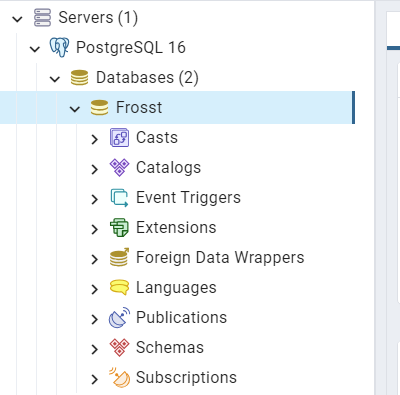 Servers (1)
PostgreSQL 16
Databases (2)
Frosst
Casts
Catalogs
Event Triggers
Extensions
Foreign Data Wrappers
Languages
Publications
Schemas
Subscriptions